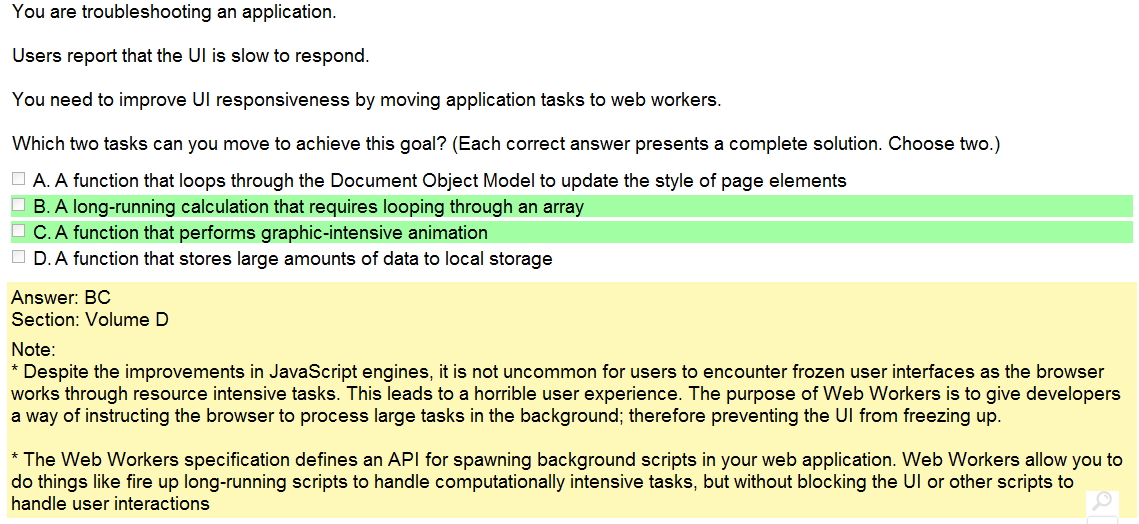 You are troubleshooting an application.
Users report that the UI is slow to respond.
You need to improve UI responsiveness by moving application tasks to web workers.
Which two tasks can you move to achieve this goal? (Each correct answer presents a complete solution. Choose two.)
A. A function that loops through the Document Object Model to update the style of page elements
B. A long-running calculation that requires looping through an array
C. A function that performs graphic-intensive animation
D. A function that stores large amounts of data to local storage
Answer: BC
Section: Volume D
Note:
* Despite the improvements in JavaScript engines, it is not uncommon for users to encounter frozen user interfaces as the browser
works through resource intensive tasks. This leads to a horrible user experience. The purpose of Web Workers is to give developers
a way of instructing the browser to process large tasks in the background; therefore preventing the UI from freezing up.
* The Web Workers specification defines an API for spawning background scripts in your web application. Web Workers allow you to
do things like fire up long-running scripts to handle computationally intensive tasks, but without blocking the UI or other scripts to
handle user interactions